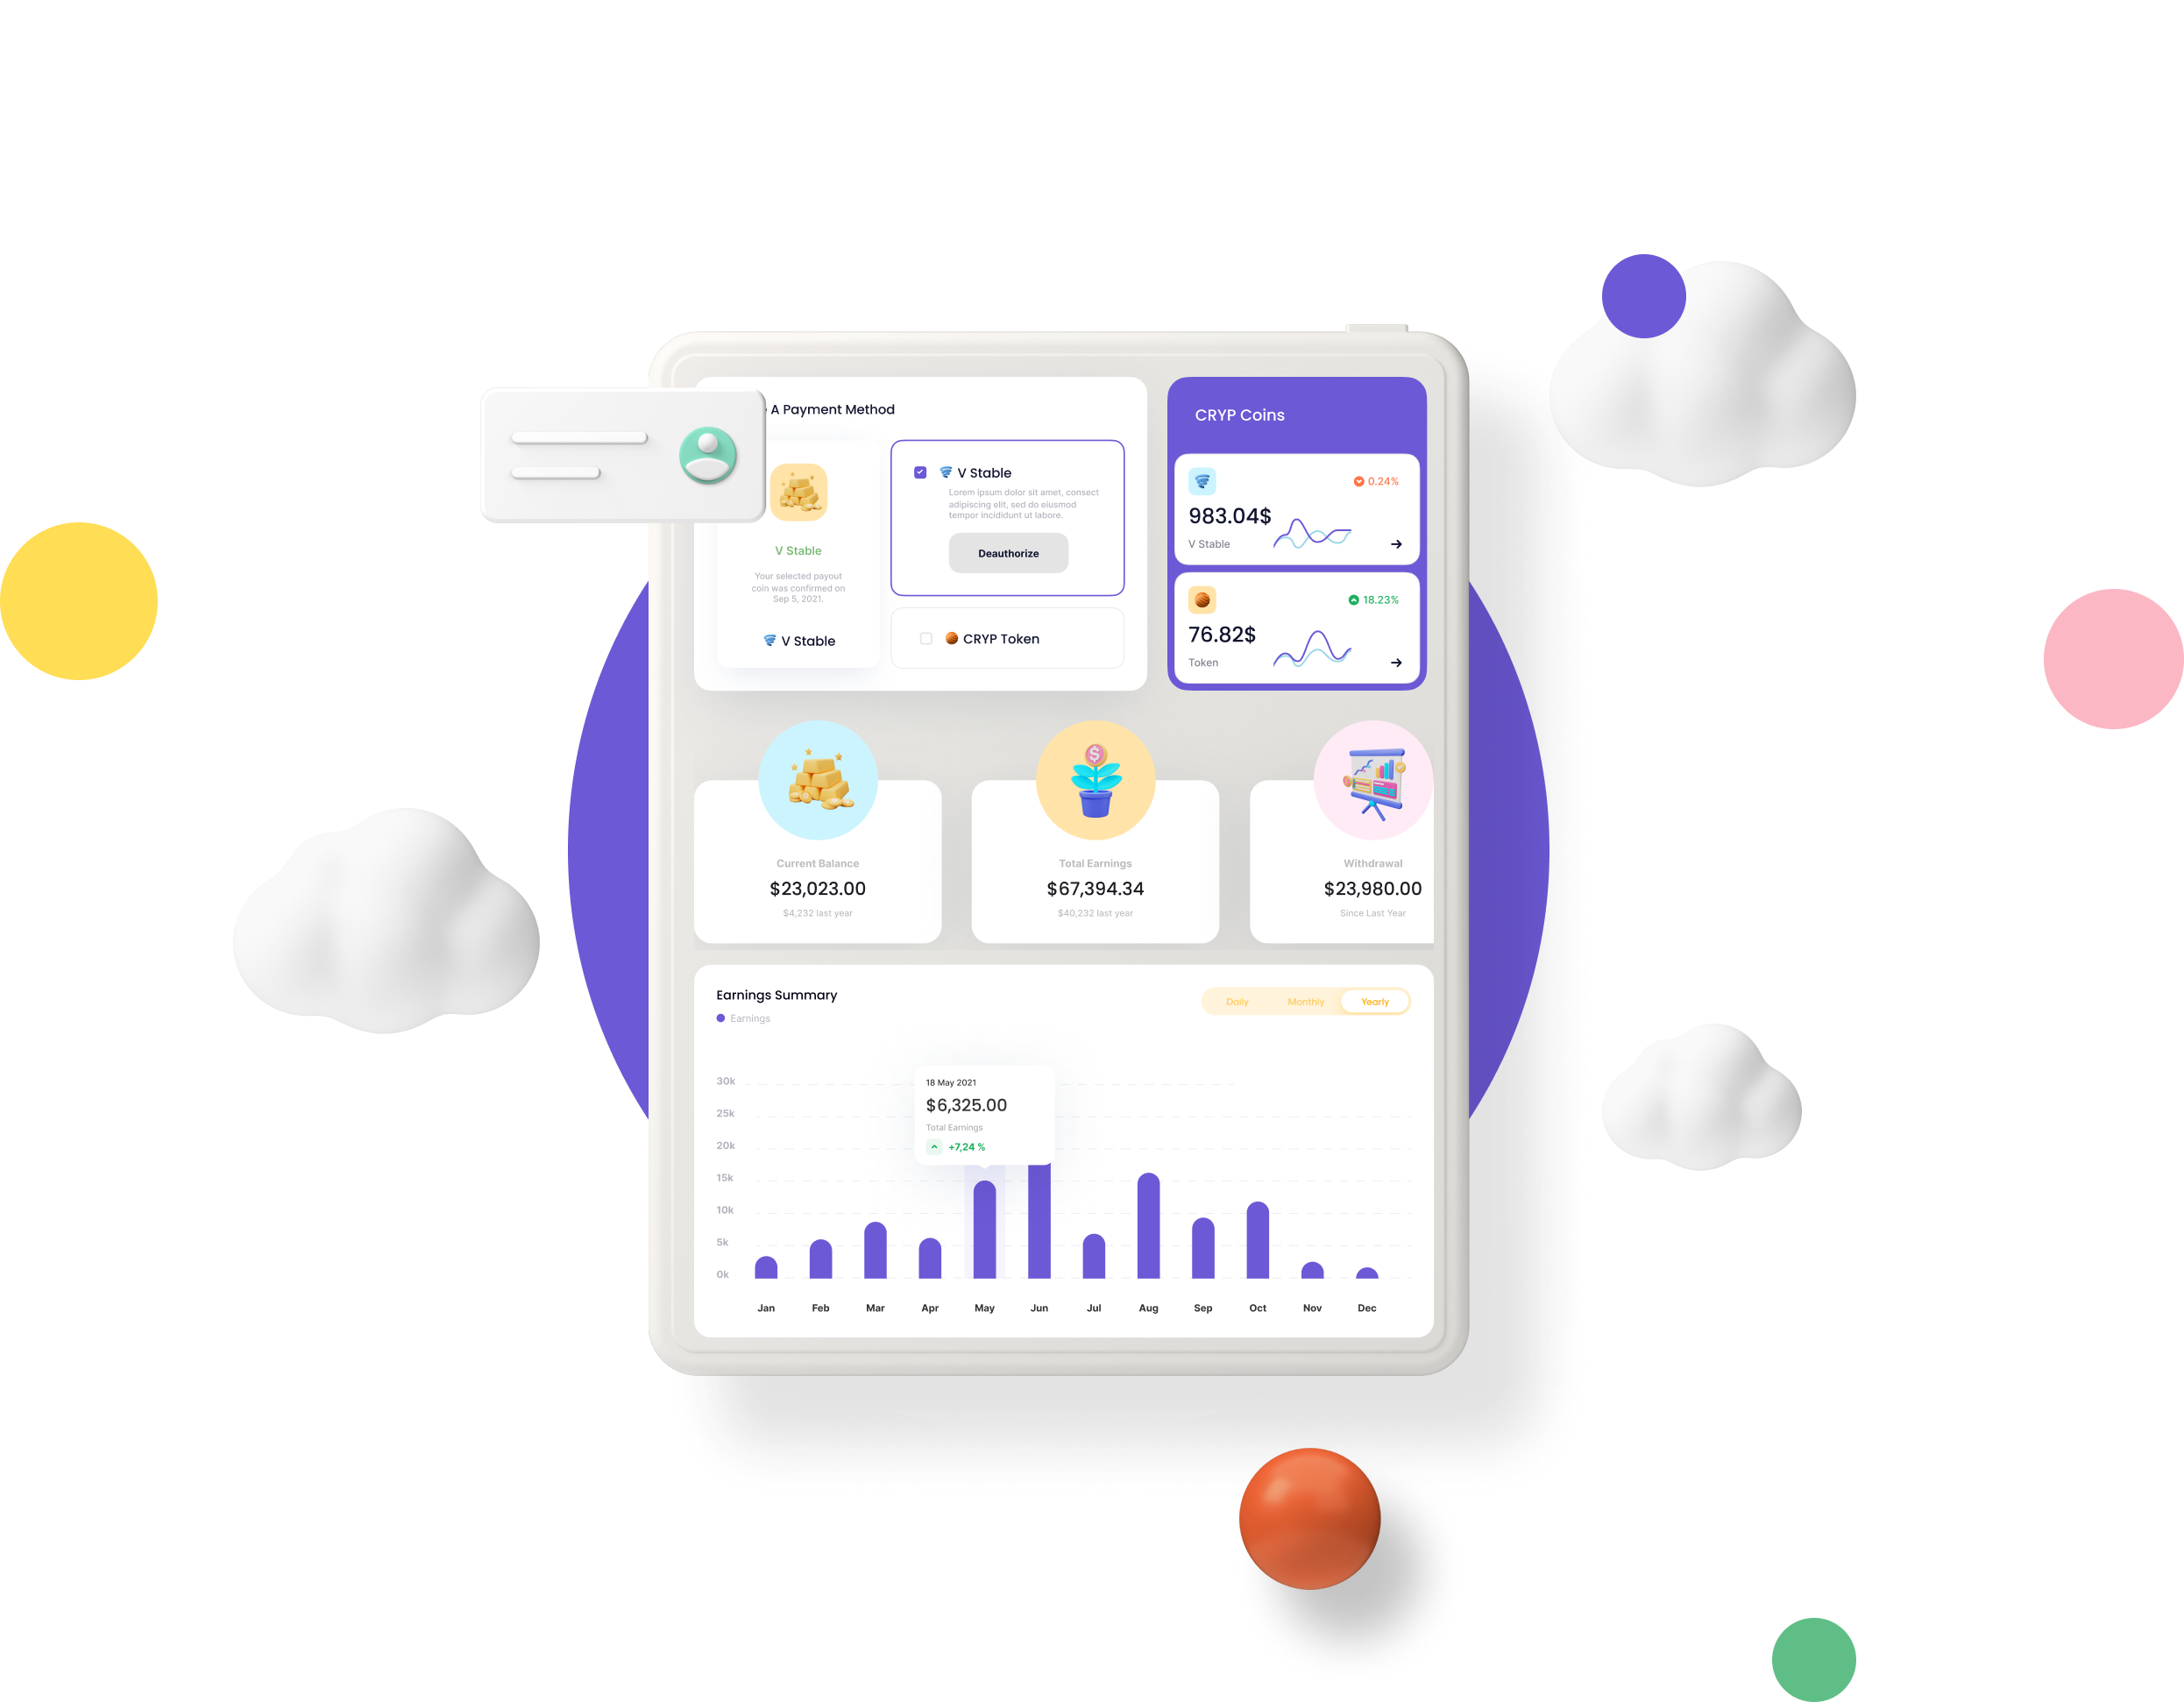 A Payment Method
V Stable
Your selected payout
coin was confirmed on
Sep 5, 2021.
V Stable
V Stable
Lorem ipsum dolor sit amet, consect
adipiscing elit, sed do eiusmod
tempor incididunt ut labore.
Deauthorize
CRYP Token
CRYP Coins
0.24%
983.04$
V Stable
18.23%
76.82$
Token
Current Balance
$23,023.00
$4,232 last year
Total Earnings
$67,394.34
$40,232 last year
Withdrawal
$23,980.00
Since Last Year
Earnings Summary
Earnings
Daily Monthly Yearly
18 May 2021
$6,325.00
Total Earnings
+7,24 %
30k
25k
20k
15k
10k
5k
0k
Jan Feb Mar Apr May Jun Jul Aug Sep Oct Nov Dec